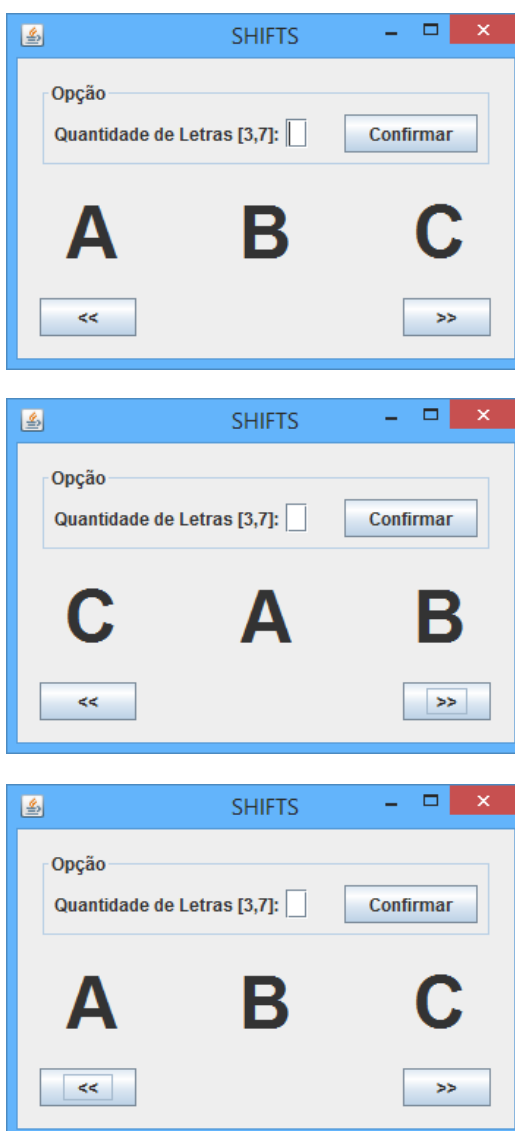 SHIFTS
Opção
Quantidade de Letras [3,7]: Confirmar
A B C
<< >>
SHIFTS
Opção
Quantidade de Letras [3,7]: Confirmar
C A B
<< >>
SHIFTS
Opção
Quantidade de Letras [3,7]: Confirmar
A B C
<< >>